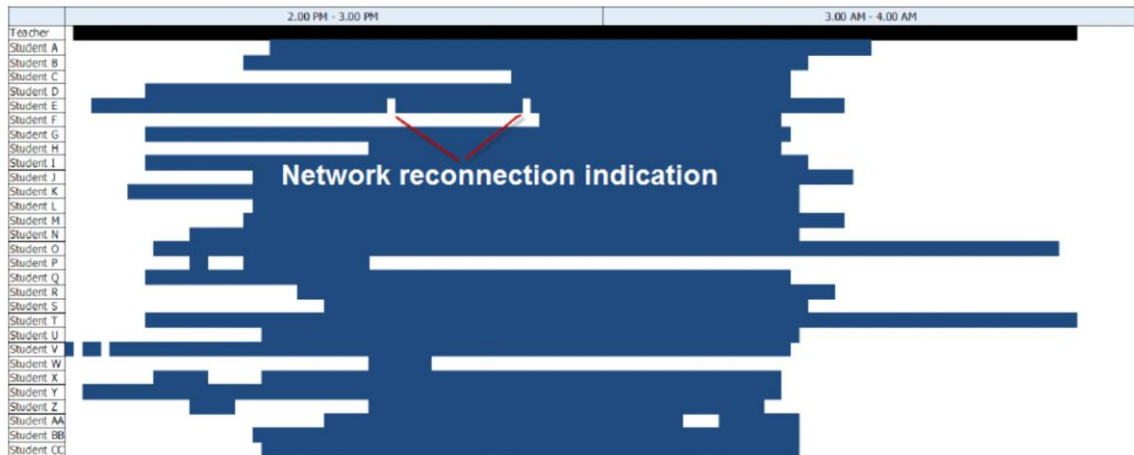 2.00 PM - 3.00 PM 3.00 AM - 4.00 AM
Teacher
Student A
Student B
Student C
Student D
Student E
Student F
Student G
Student H
Student I
Student J
Student K
Student L
Student M
Student N
Student O
Student P
Student Q
Student R
Student S
Student T
Student U
Student V
Student W
Student X
Student Y
Student Z
Student AA
Student BB
Student CC
Network reconnection indication